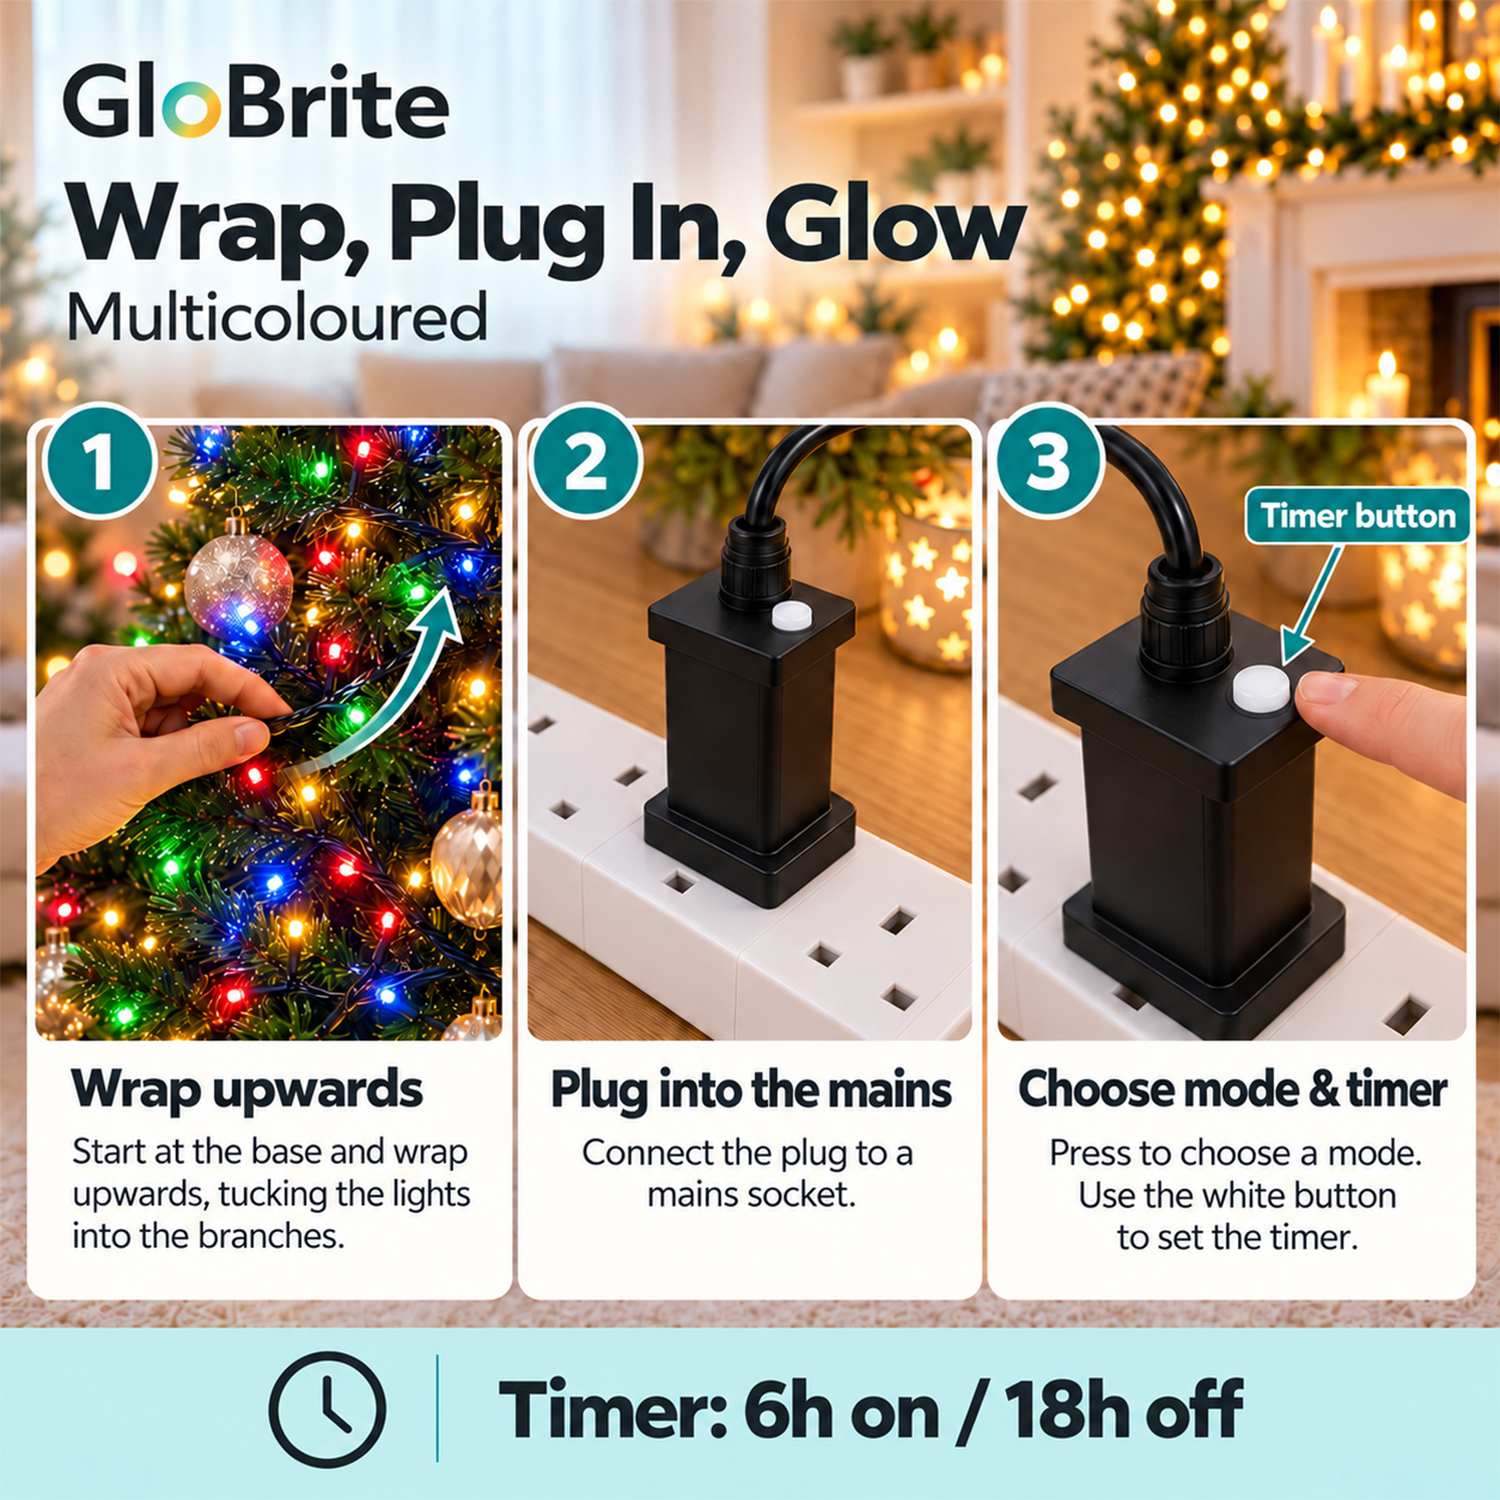 GloBrite
Wrap, Plug In, Glow
Multicoloured
1
2
3
Timer button
Wrap upwards
Start at the base and wrap
upwards, tucking the lights
into the branches.
Plug into the mains
Connect the plug to a
mains socket.
Choose mode & timer
Press to choose a mode.
Use the white button
to set the timer.
Timer: 6h on / 18h off